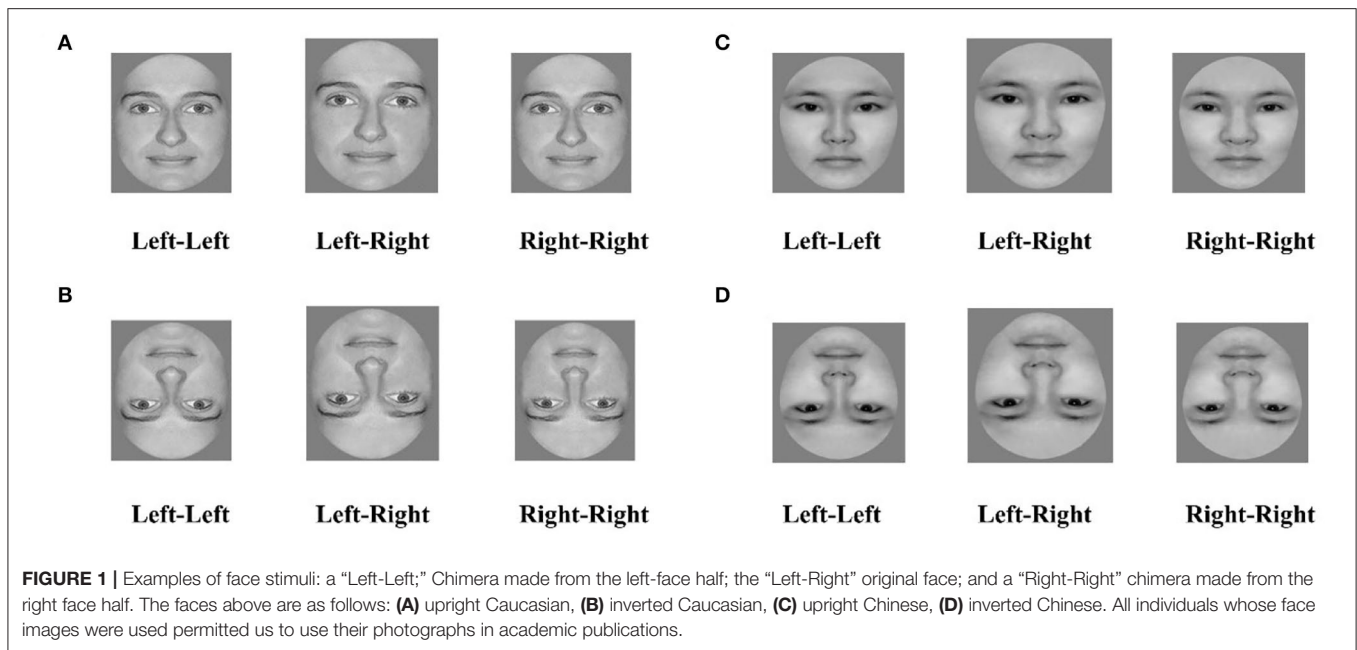 A
C
Left-Left Left-Right Right-Right Left-Left Left-Right Right-Right
B
D
Left-Left Left-Right Right-Right Left-Left Left-Right Right-Right
FIGURE 1 | Examples of face stimuli: a “Left-Left;” Chimera made from the left-face half; the “Left-Right” original face; and a “Right-Right” chimera made from the
right face half. The faces above are as follows: (A) upright Caucasian, (B) inverted Caucasian, (C) upright Chinese, (D) inverted Chinese. All individuals whose face
images were used permitted us to use their photographs in academic publications.